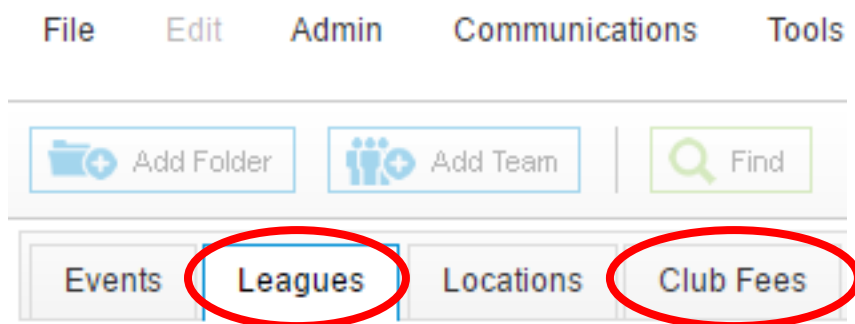 File Edit Admin Communications Tools
Add Folder Add Team Find
Events Leagues Locations Club Fees